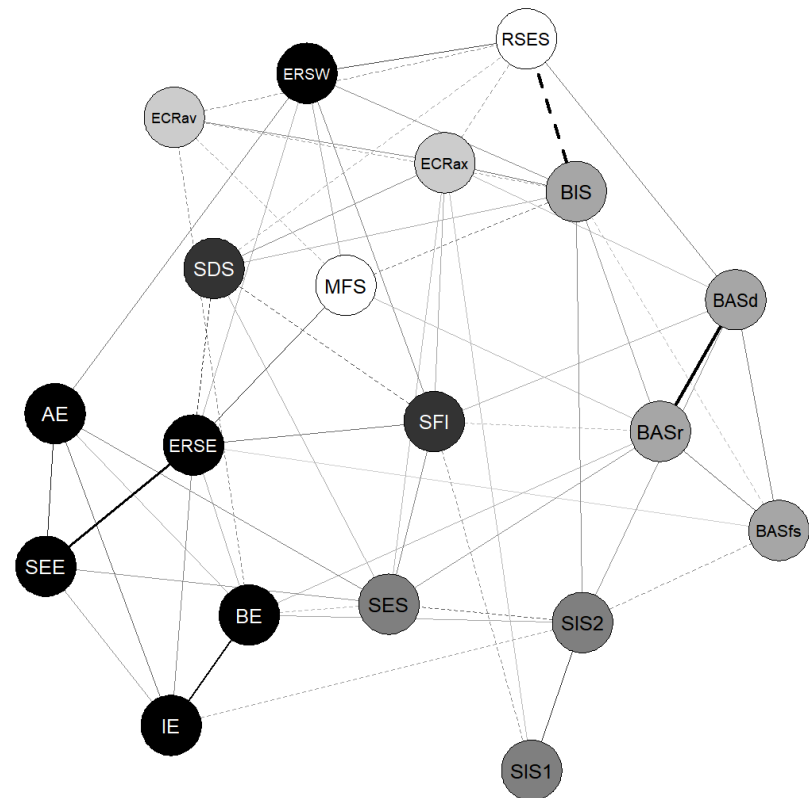 RSES
ERSW
ECRav
ECRax
BIS
SDS
MFS
BASd
AE
SFI
BASr
ERSE
BASfs
SEE
SES
BE
SIS2
IE
SIS1